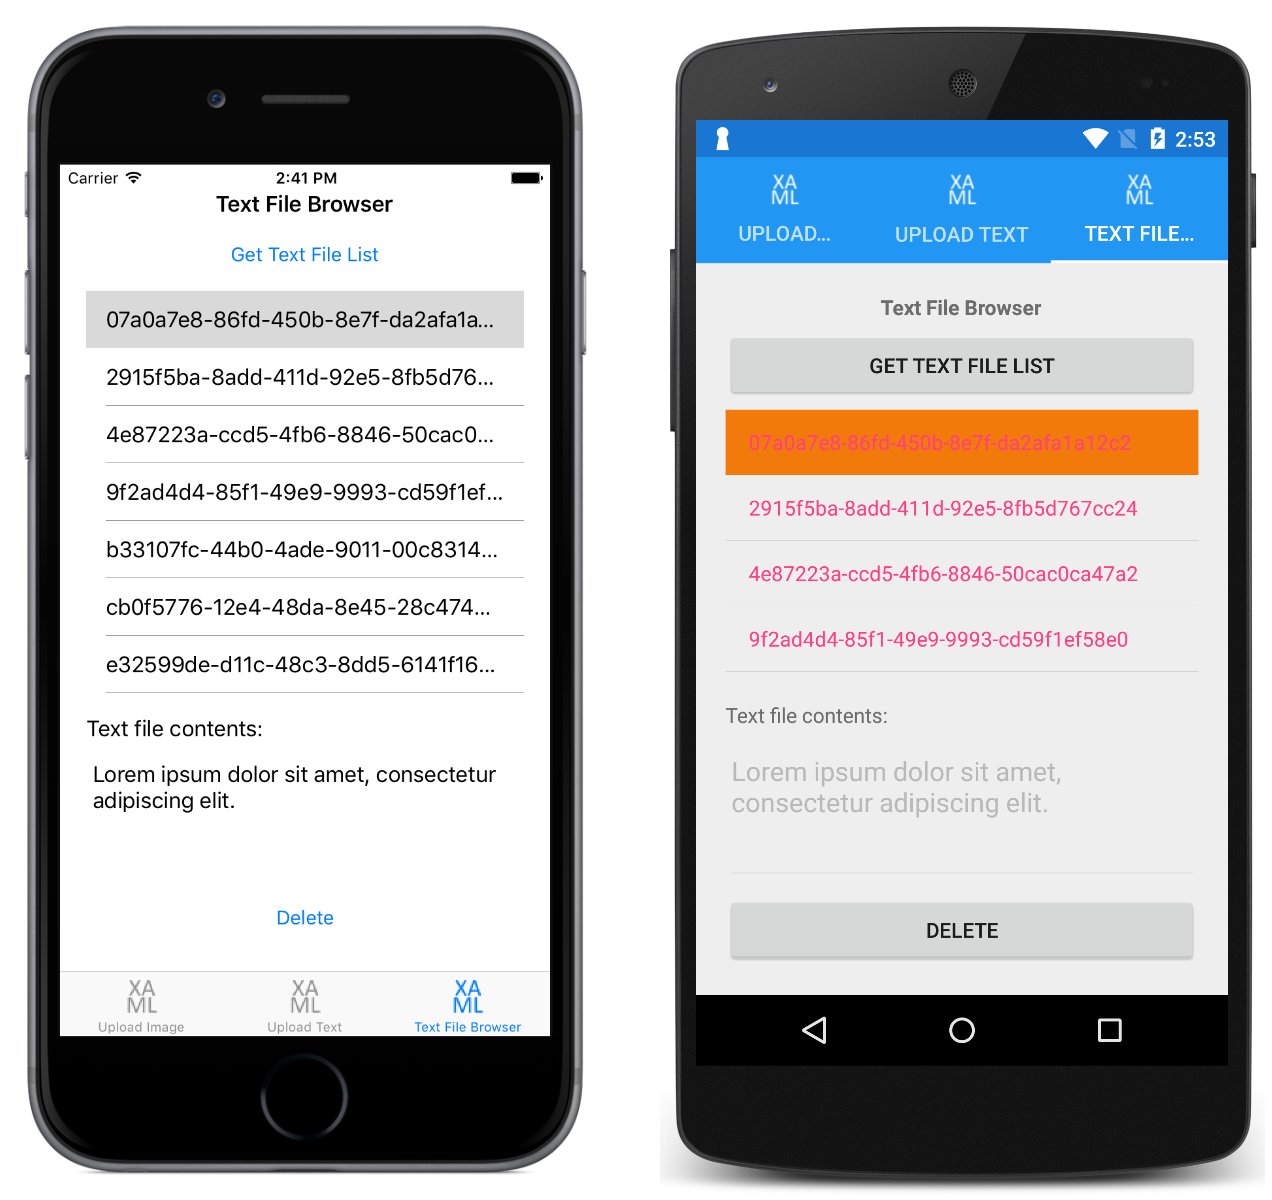 Carrier
2:41 PM
Text File Browser
Get Text File List
07a0a7e8-86fd-450b-8e7f-da2afa1a...
2915f5ba-8add-411d-92e5-8fb5d76...
4e87223a-ccd5-4fb6-8846-50cac0...
9f2ad4d4-85f1-49e9-9993-cd59f1ef...
b33107fc-44b0-4ade-9011-00c8314...
cb0f5776-12e4-48da-8e45-28c474...
e32599de-d11c-48c3-8dd5-6141f16...
Text file contents:
Lorem ipsum dolor sit amet, consectetur
adipiscing elit.
Delete
XA
ML
Upload Image
XA
ML
Upload Text
XA
ML
Text File Browser
2:53
XA
ML
UPLOAD...
XA
ML
UPLOAD TEXT
XA
ML
TEXT FILE...
Text File Browser
GET TEXT FILE LIST
07a0a7e8-86fd-450b-8e7f-da2afa1a12c2
2915f5ba-8add-411d-92e5-8fb5d767cc24
4e87223a-ccd5-4fb6-8846-50cac0ca47a2
9f2ad4d4-85f1-49e9-9993-cd59f1ef58e0
Text file contents:
Lorem ipsum dolor sit amet,
consectetur adipiscing elit.
DELETE